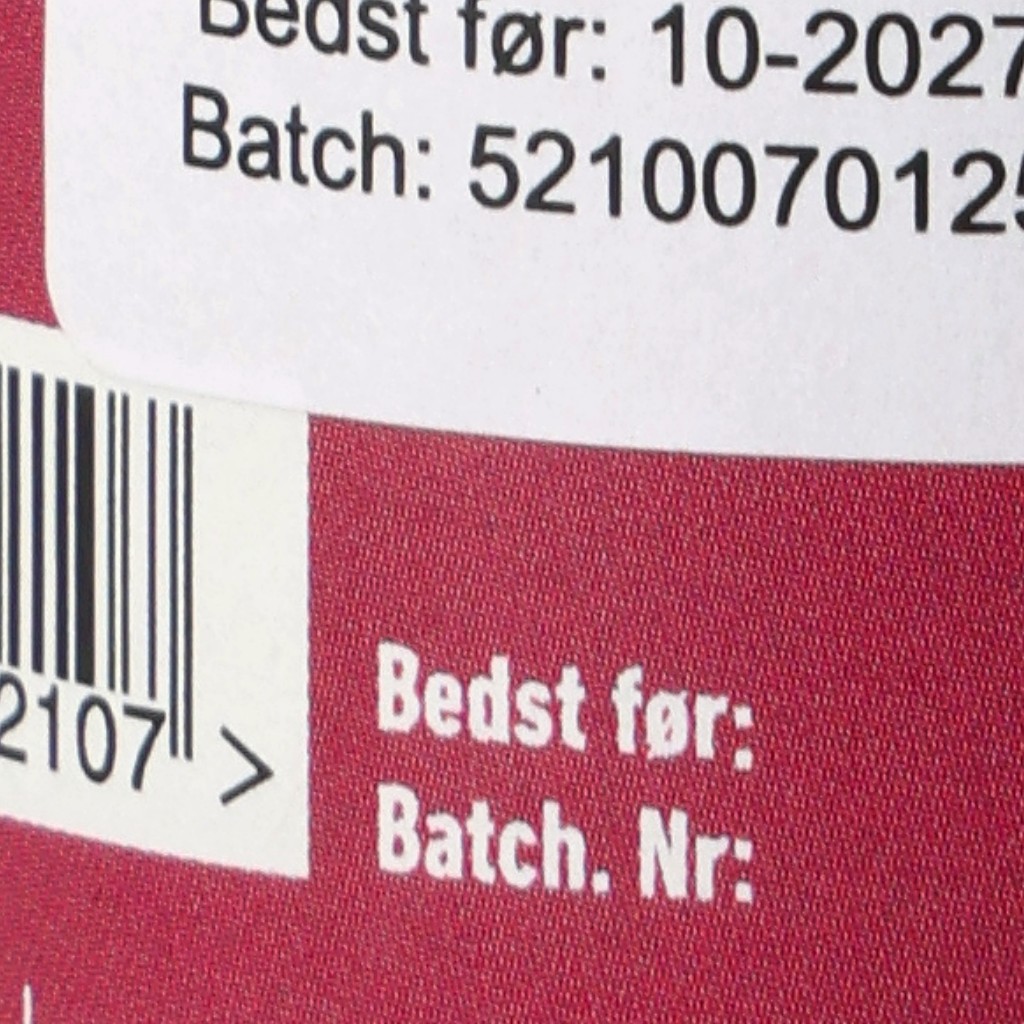 Bedst før: 10-2027
Batch: 5210070125
2107 >
Bedst før:
Batch. Nr: